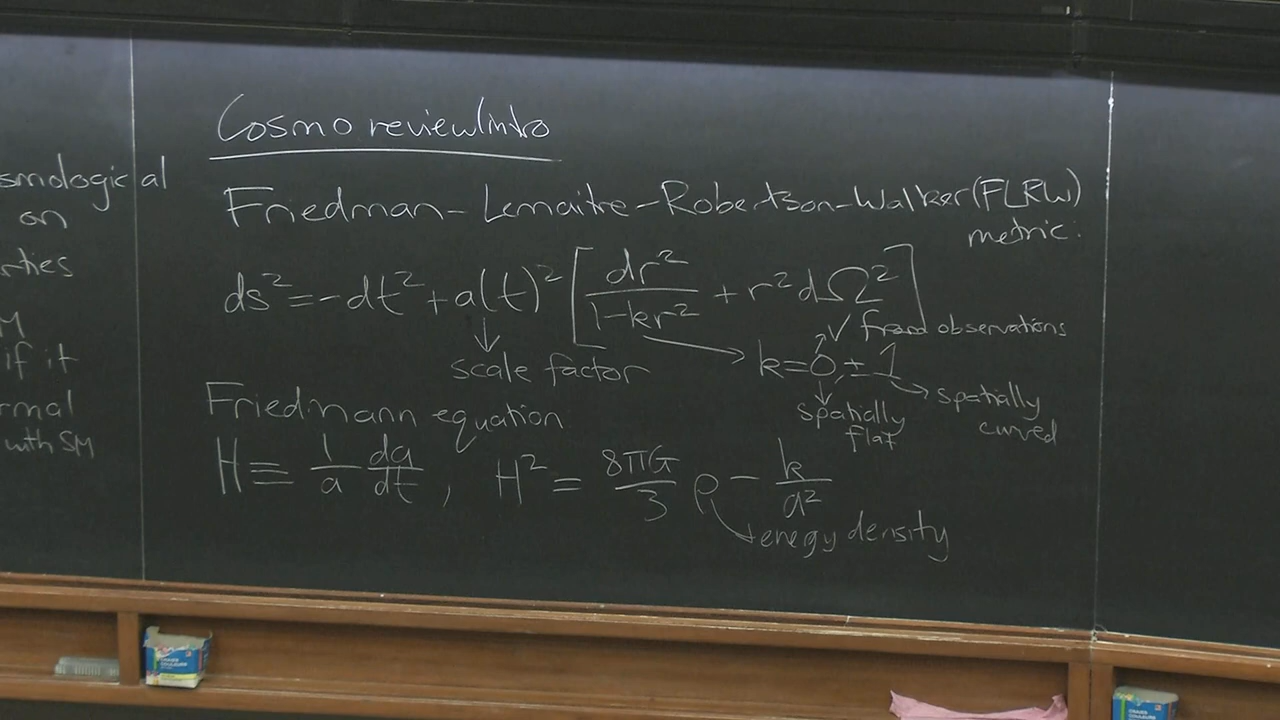 smological
on
rties
M
if it
rmal
with SM
Cosmo review/intro
Friedman-Lemaitre-Robertson-Walker (FLRW)
metric:
ds² = -dt² + a(t)² [dr²/(1-kr²) + r²dΩ²]
✓ from observations
scale factor
k=0,±1
spatially flat
spatially curved
Friedmann equation
H ≡ 1/a da/dt, H² = 8πG/3 ρ - k/a²
enegy density